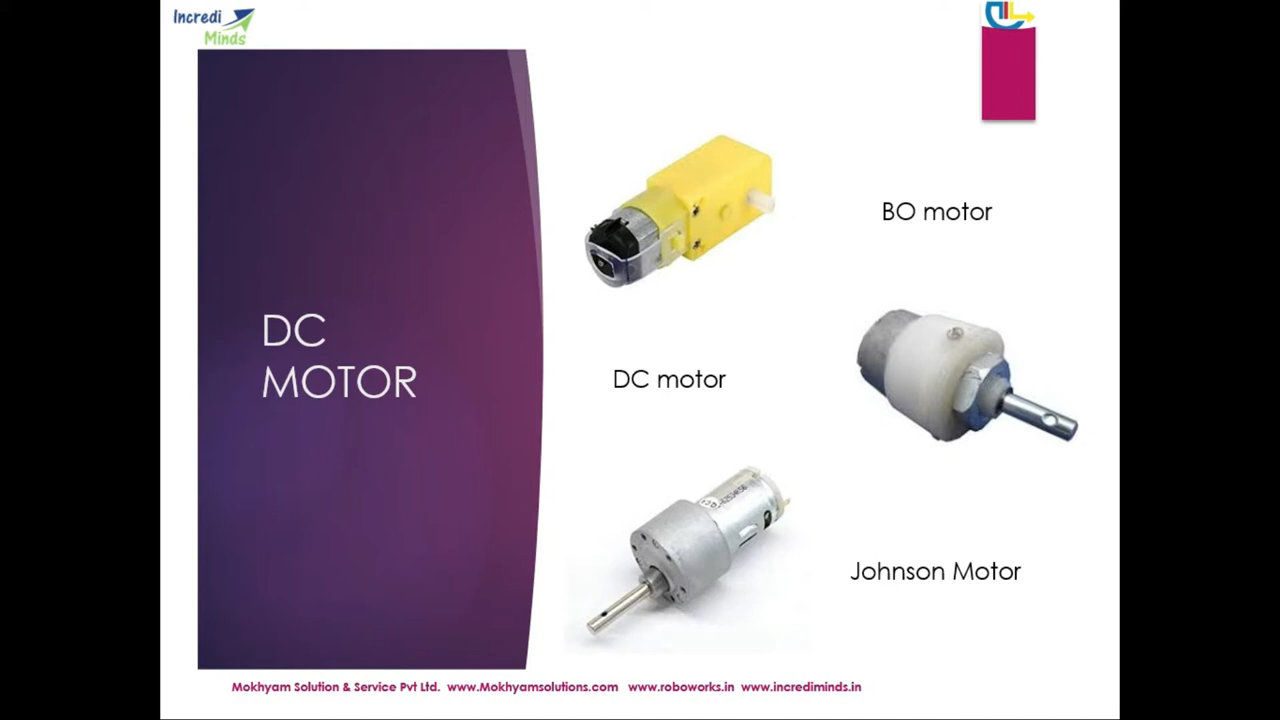 Incredi
Minds
BO motor
DC
MOTOR
DC motor
Johnson Motor
Mokhyam Solution & Service Pvt Ltd. www.Mokhyamsolutions.com www.roboworks.in www.incrediminds.in